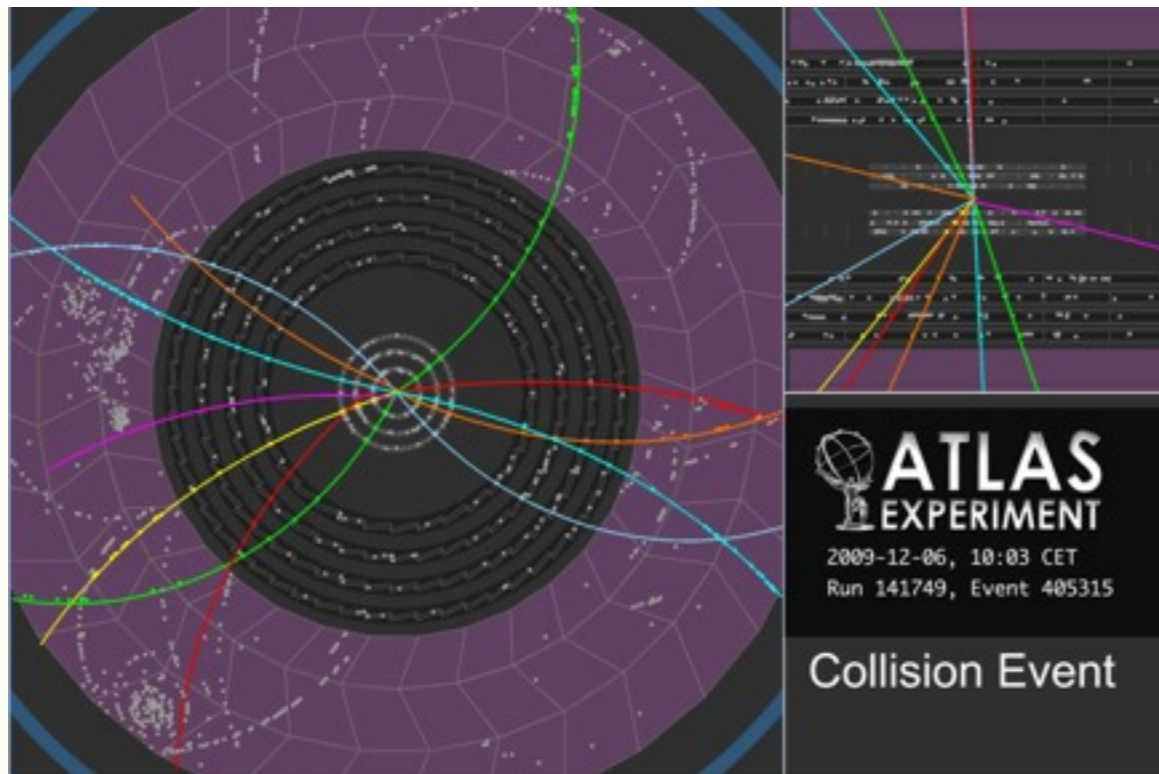 ATLAS
EXPERIMENT
2009-12-06, 10:03 CET
Run 141749, Event 405315
Collision Event